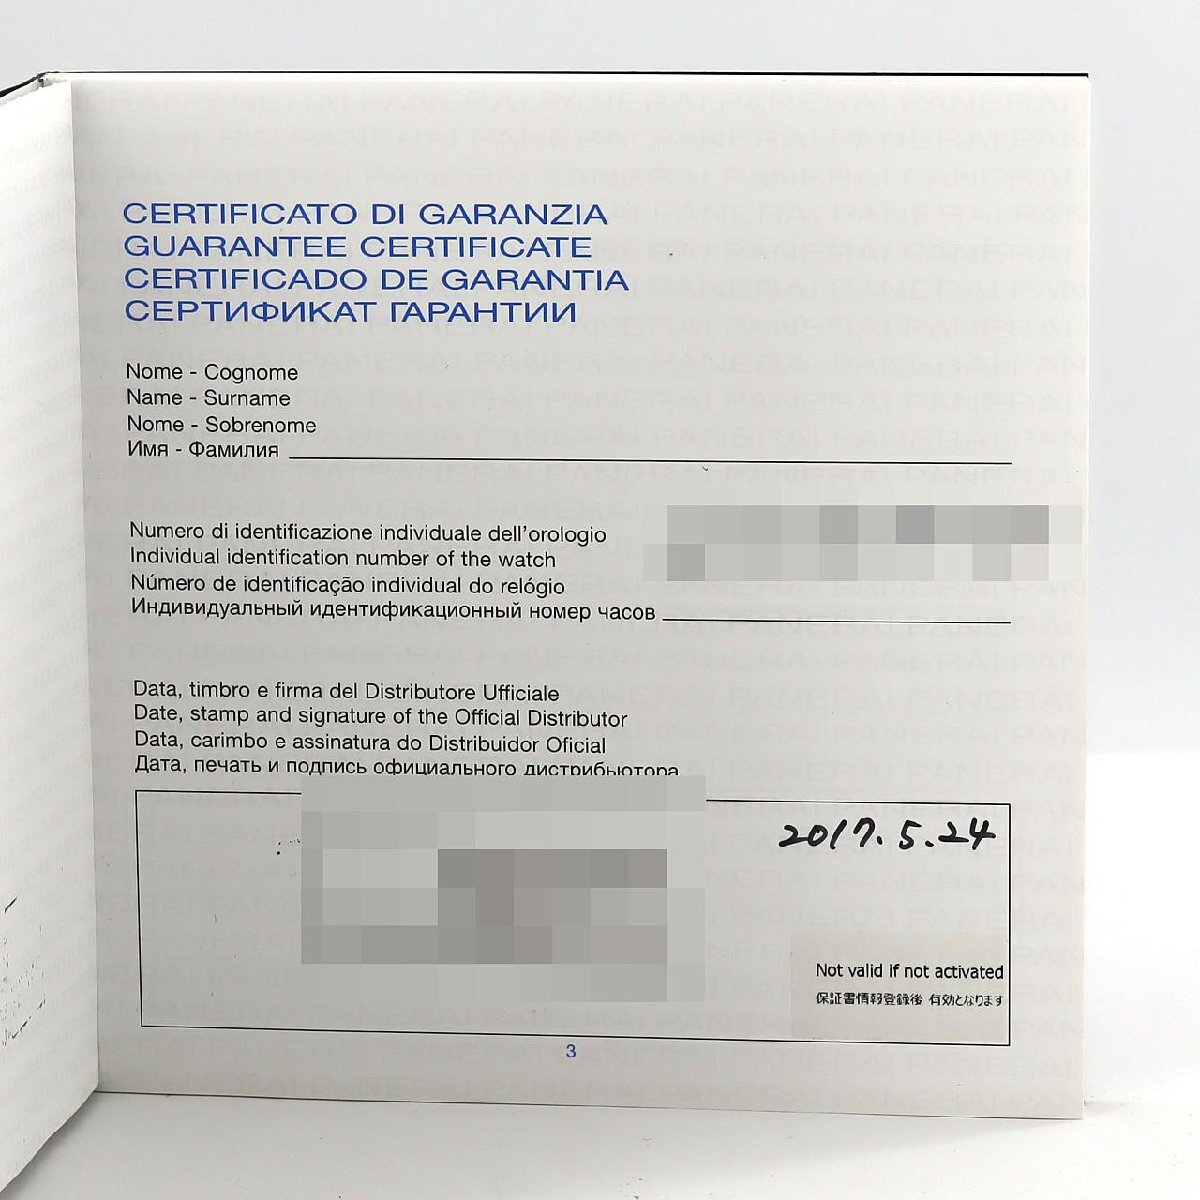 CERTIFICATO DI GARANZIA
GUARANTEE CERTIFICATE
CERTIFICADO DE GARANTIA
СЕРТИФИКАТ ГАРАНТИИ
Nome - Cognome
Name - Surname
Nome - Sobrenome
Имя - Фамилия
Numero di identificazione individuale dell'orologio
Individual identification number of the watch
Número de identificação individual do relógio
Индивидуальный идентификационный номер часов
Data, timbro e firma del Distributore Ufficiale
Date, stamp and signature of the Official Distributor
Data, carimbo e assinatura do Distribuidor Oficial
Дата, печать и подпись официального дистрибьютора
2017.5.24
Not valid if not activated
保証書情報登録後 有効となります
3